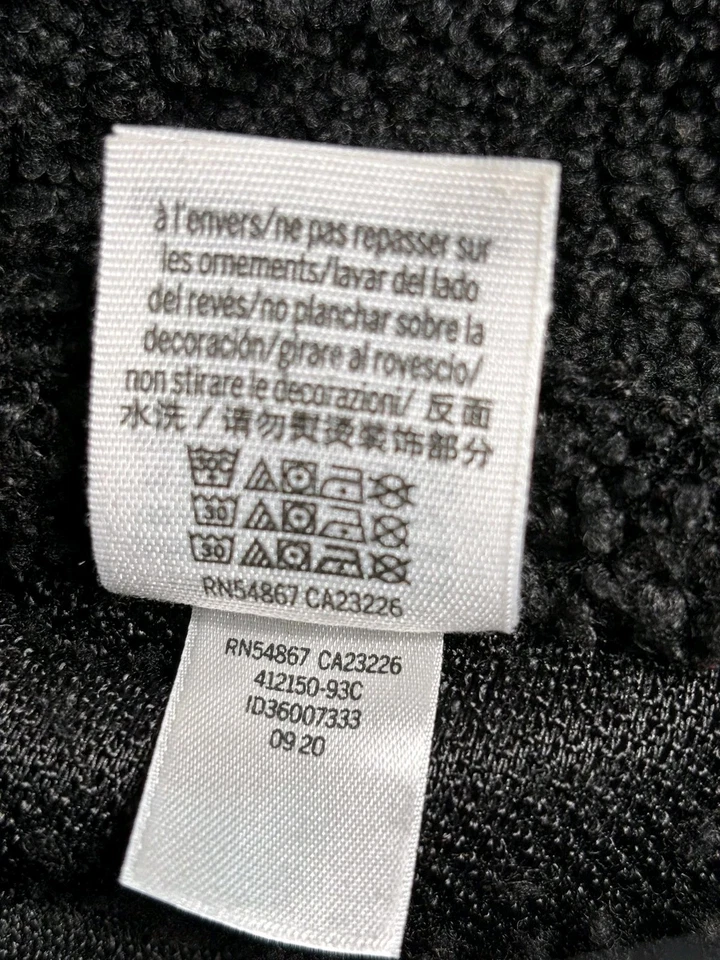 à l'envers/ne pas repasser sur
les ornements/lavar del lado
del revés/no planchar sobre la
decoración/girare al rovescio/
non stirare le decorazioni/ 反面
水洗 / 请勿熨烫装饰部分
30
30
RN54867 CA23226
RN54867 CA23226
412150-93C
ID36007333
09 20